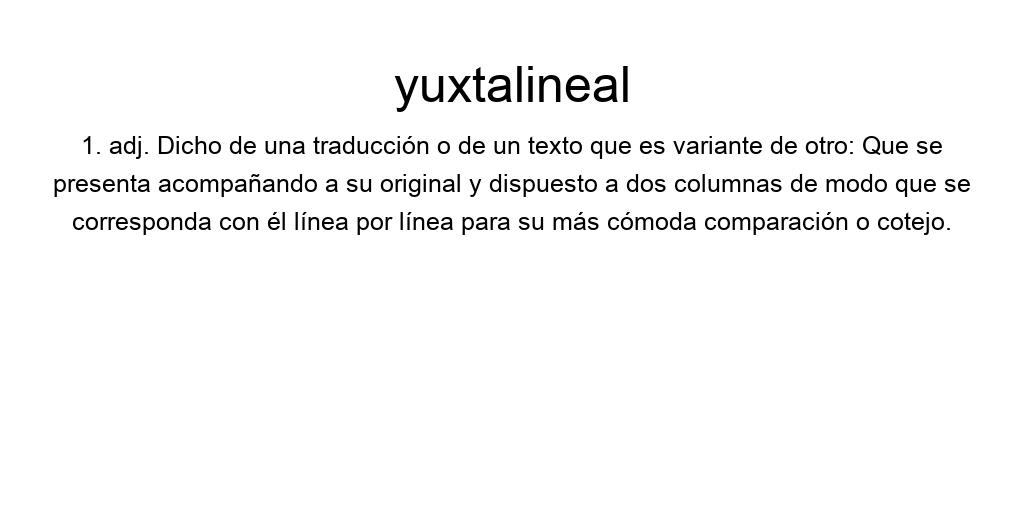 yuxtalineal
1. adj. Dicho de una traducción o de un texto que es variante de otro: Que se
presenta acompañando a su original y dispuesto a dos columnas de modo que se
corresponda con él línea por línea para su más cómoda comparación o cotejo.